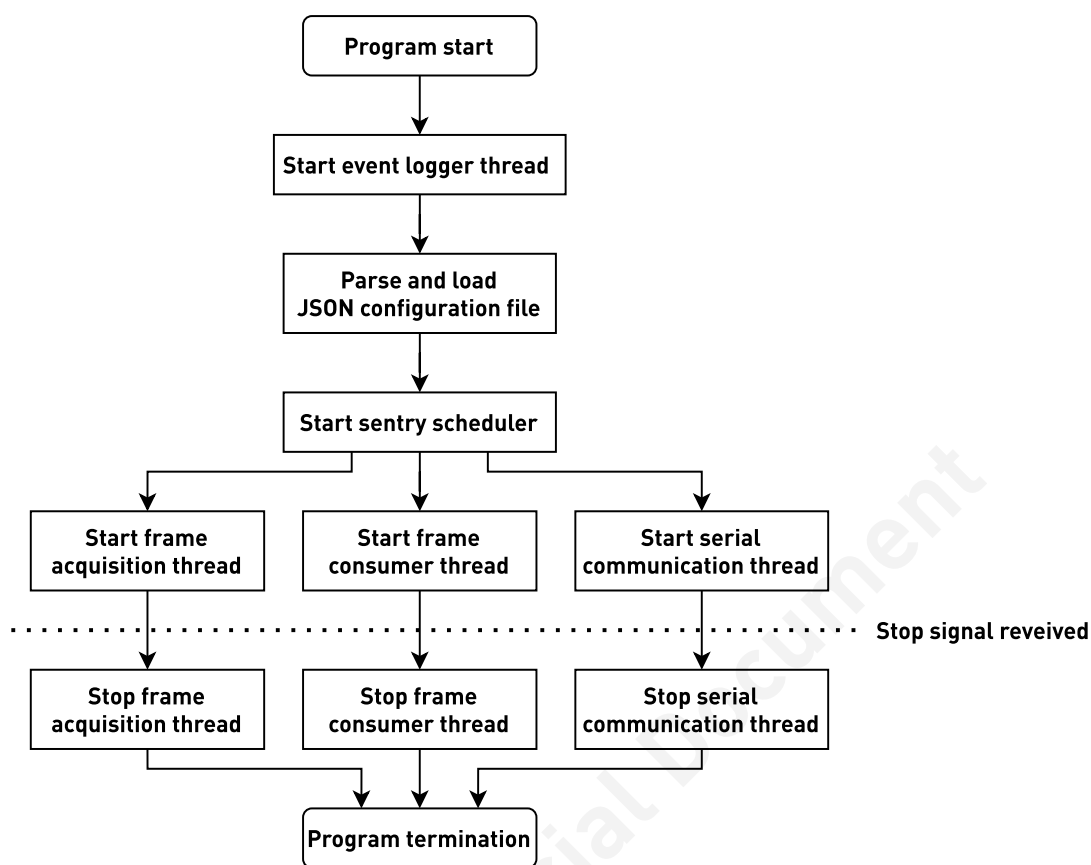 Program start
Start event logger thread
Parse and load
JSON configuration file
Start sentry scheduler
Start frame
acquisition thread
Start frame
consumer thread
Start serial
communication thread
Stop signal reveived
Stop frame
acquisition thread
Stop frame
consumer thread
Stop serial
communication thread
Program termination
cial Document